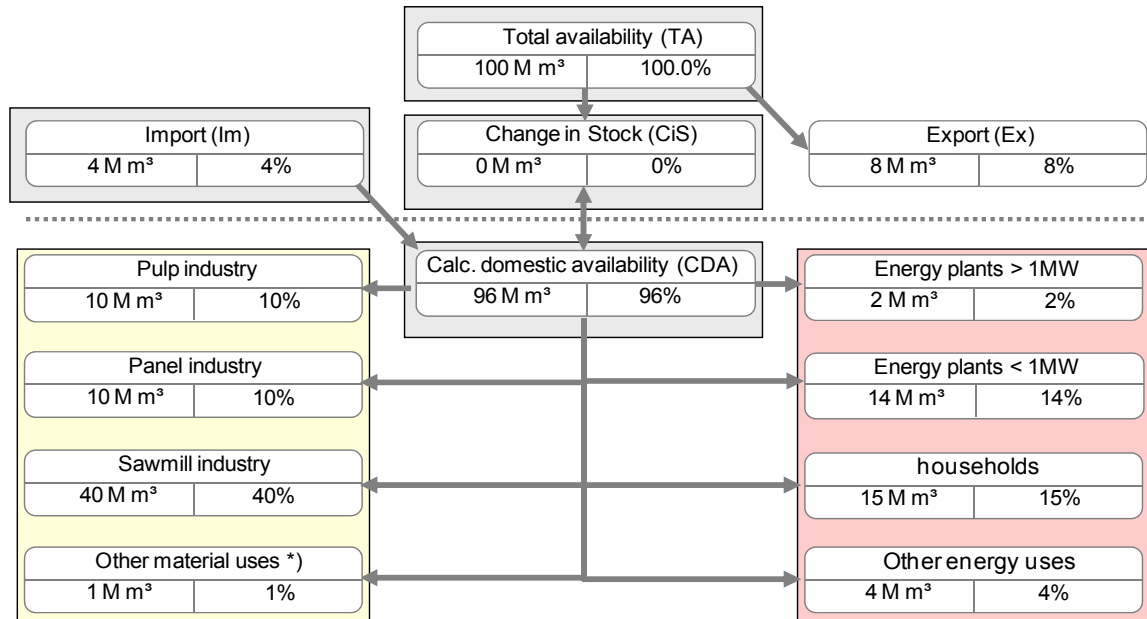 Total availability (TA)
100 M m³ 100.0%
Import (Im)
4 M m³ 4%
Change in Stock (CiS)
0 M m³ 0%
Export (Ex)
8 M m³ 8%
Pulp industry
10 M m³ 10%
Calc. domestic availability (CDA)
96 M m³ 96%
Energy plants > 1MW
2 M m³ 2%
Panel industry
10 M m³ 10%
Energy plants < 1MW
14 M m³ 14%
Sawmill industry
40 M m³ 40%
households
15 M m³ 15%
Other material uses *)
1 M m³ 1%
Other energy uses
4 M m³ 4%